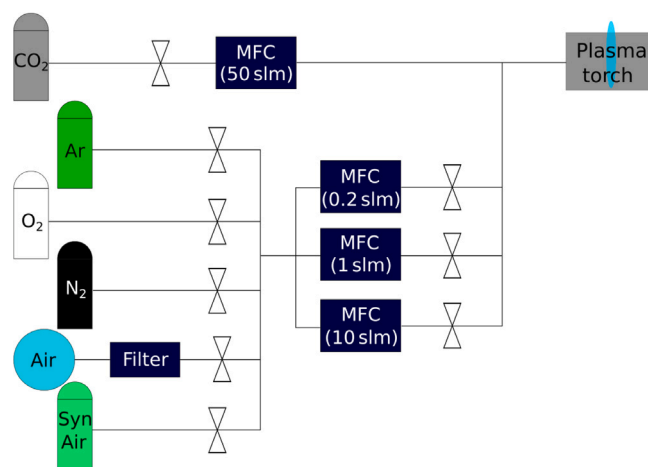 CO₂
MFC
(50 slm)
Plasma
torch
Ar
MFC
(0.2 slm)
O₂
MFC
(1 slm)
N₂
MFC
(10 slm)
Air
Filter
Syn
Air